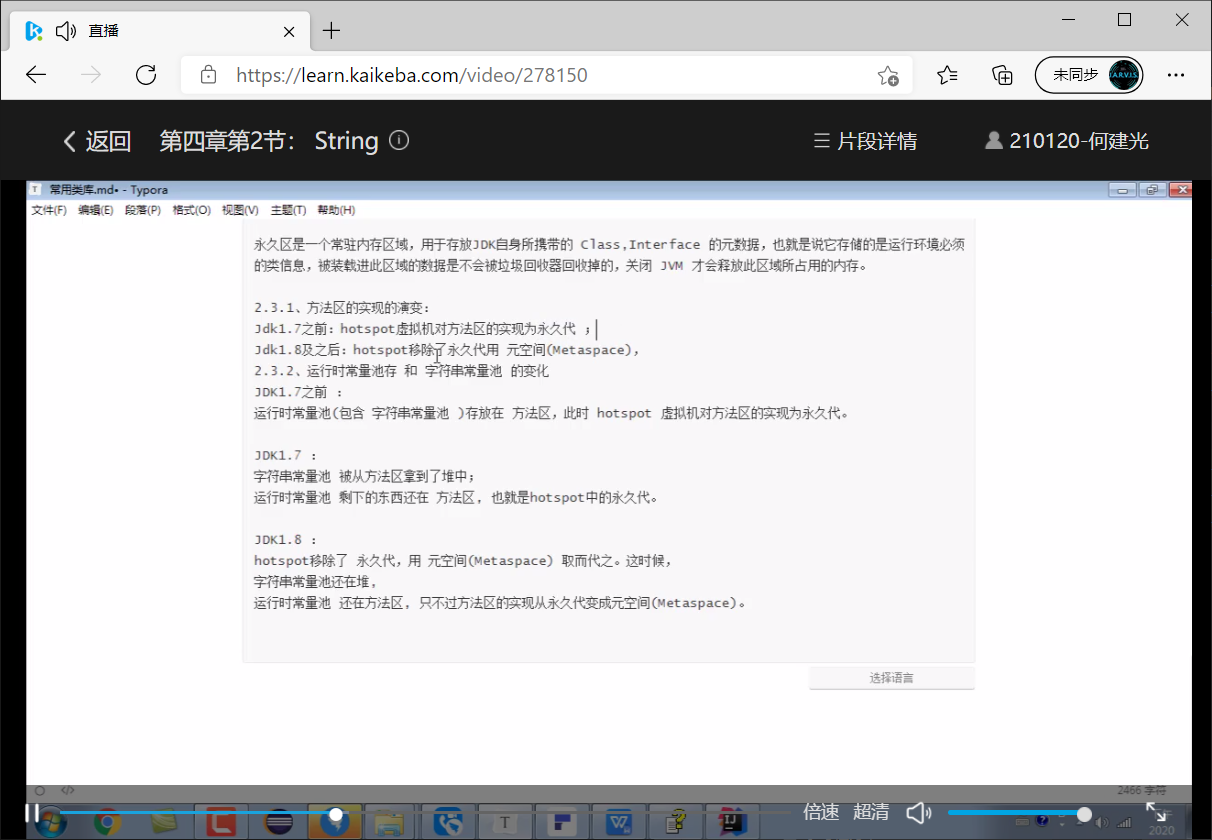 直播
https://learn.kaikeba.com/video/278150
未同步
J.A.R.V.I.S.
返回
第四章第2节： String
片段详情
210120-何建光
常用类库.md• - Typora
文件(F) 编辑(E) 段落(P) 格式(O) 视图(V) 主题(T) 帮助(H)
永久区是一个常驻内存区域，用于存放JDK自身所携带的 Class,Interface 的元数据，也就是说它存储的是运行环境必须
的类信息，被装载进此区域的数据是不会被垃圾回收器回收掉的，关闭 JVM 才会释放此区域所占用的内存。
2.3.1、方法区的实现的演变：
Jdk1.7之前：hotspot虚拟机对方法区的实现为永久代 ；
Jdk1.8及之后：hotspot移除了永久代用 元空间(Metaspace)，
2.3.2、运行时常量池存 和 字符串常量池 的变化
JDK1.7之前 ：
运行时常量池(包含 字符串常量池 )存放在 方法区，此时 hotspot 虚拟机对方法区的实现为永久代。
JDK1.7 ：
字符串常量池 被从方法区拿到了堆中；
运行时常量池 剩下的东西还在 方法区, 也就是hotspot中的永久代。
JDK1.8 ：
hotspot移除了 永久代，用 元空间(Metaspace) 取而代之。这时候，
字符串常量池还在堆,
运行时常量池 还在方法区, 只不过方法区的实现从永久代变成元空间(Metaspace)。
选择语言
2466 字符
倍速 超清
2020